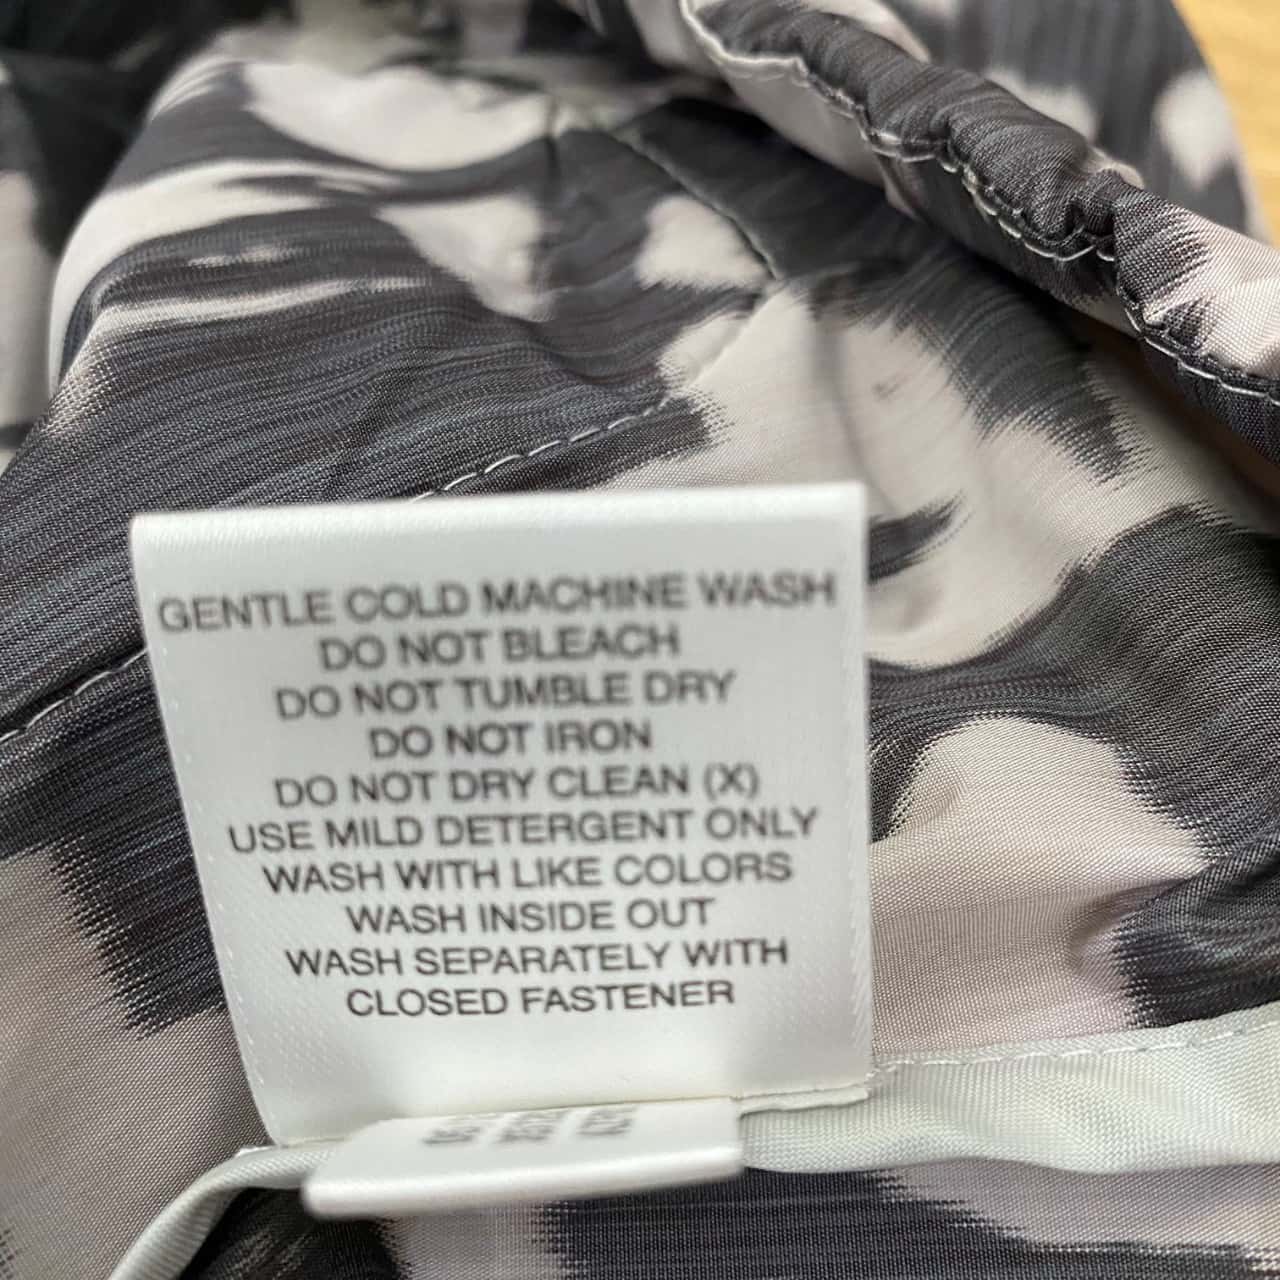 GENTLE COLD MACHINE WASH
DO NOT BLEACH
DO NOT TUMBLE DRY
DO NOT IRON
DO NOT DRY CLEAN (X)
USE MILD DETERGENT ONLY
WASH WITH LIKE COLORS
WASH INSIDE OUT
WASH SEPARATELY WITH
CLOSED FASTENER